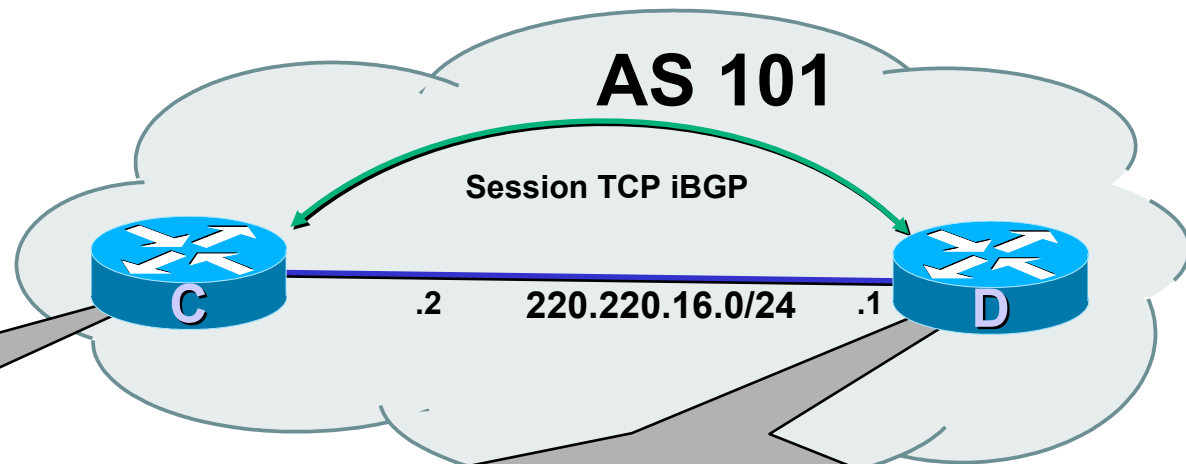 AS 101
Session TCP iBGP
C
D
.2 220.220.16.0/24 .1